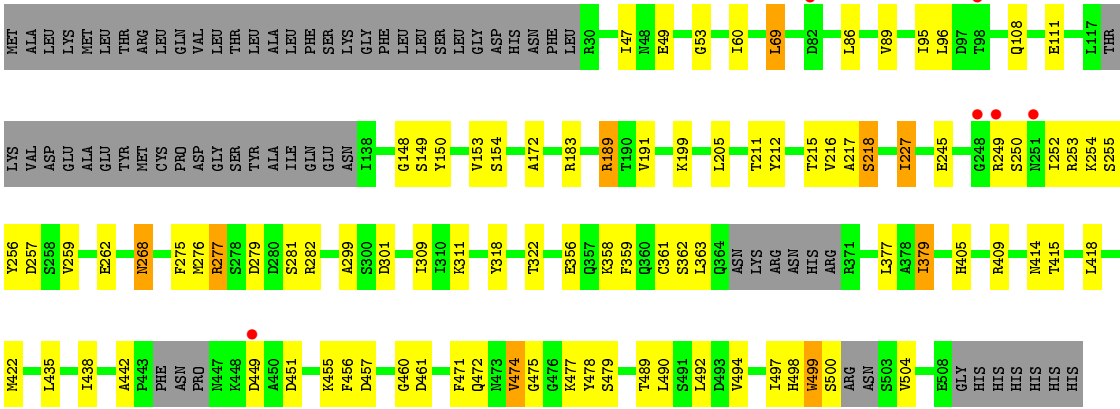 MET ALA LEU LYS MET LEU THR ARG LEU GLN VAL LEU THR LEU ALA LEU PHE SER LYS GLY PHE LEU LEU SER LEU GLY ASP HIS ASN PHE LEU R30 I47 N48 E49 G53 I60 L69 D82 L86 V89 I95 L96 D97 T98 Q108 E111 L117 THR
LYS VAL ASP GLU ALA GLU TYR MET CYS PRO ASP GLY SER TYR ALA ILE GLN GLU ASN I138 G148 S149 Y150 V153 S154 A172 R183 R189 T190 V191 K199 L205 T211 Y212 T215 V216 A217 S218 I227 E245 G248 R249 S250 N251 I252 R253 K254 S255
Y256 D257 S258 V259 E262 N268 F275 M276 R277 S278 D279 D280 S281 R282 A299 S300 D301 I309 I310 K311 Y318 T322 E356 Q357 K358 F359 Q360 C361 S362 L363 Q364 ASN LYS ARG ASN HIS ARG R371 L377 A378 I379 H405 R409 N414 T415 L418
M422 L435 I438 A442 P443 PHE ASN PRO N447 K448 D449 A450 D451 K455 F456 D457 G460 D461 F471 Q472 N473 V474 G475 G476 K477 Y478 S479 T489 L490 S491 L492 D493 V494 I497 H498 W499 S500 ARG ASN S503 V504 E508 GLY HIS HIS HIS HIS HIS HIS